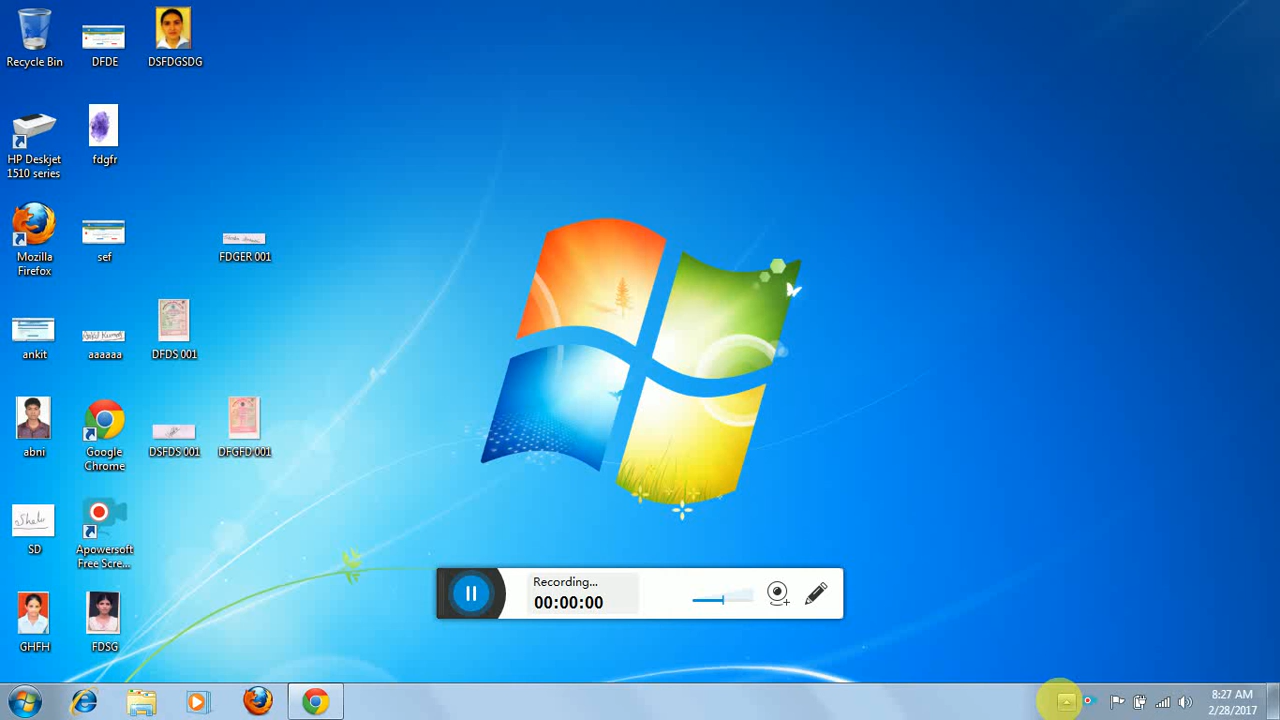 Recycle Bin
DFDE
DSFDGSDG
HP Deskjet
1510 series
fdgfr
Mozilla
Firefox
sef
FDGER 001
ankit
aaaaaa
DFDS 001
abni
Google
Chrome
DSFDS 001
DFGFD 001
Shalu
SD
Apowersoft
Free Scre...
GHFH
FDSG
Recording...
00:00:00
8:27 AM
2/28/2017